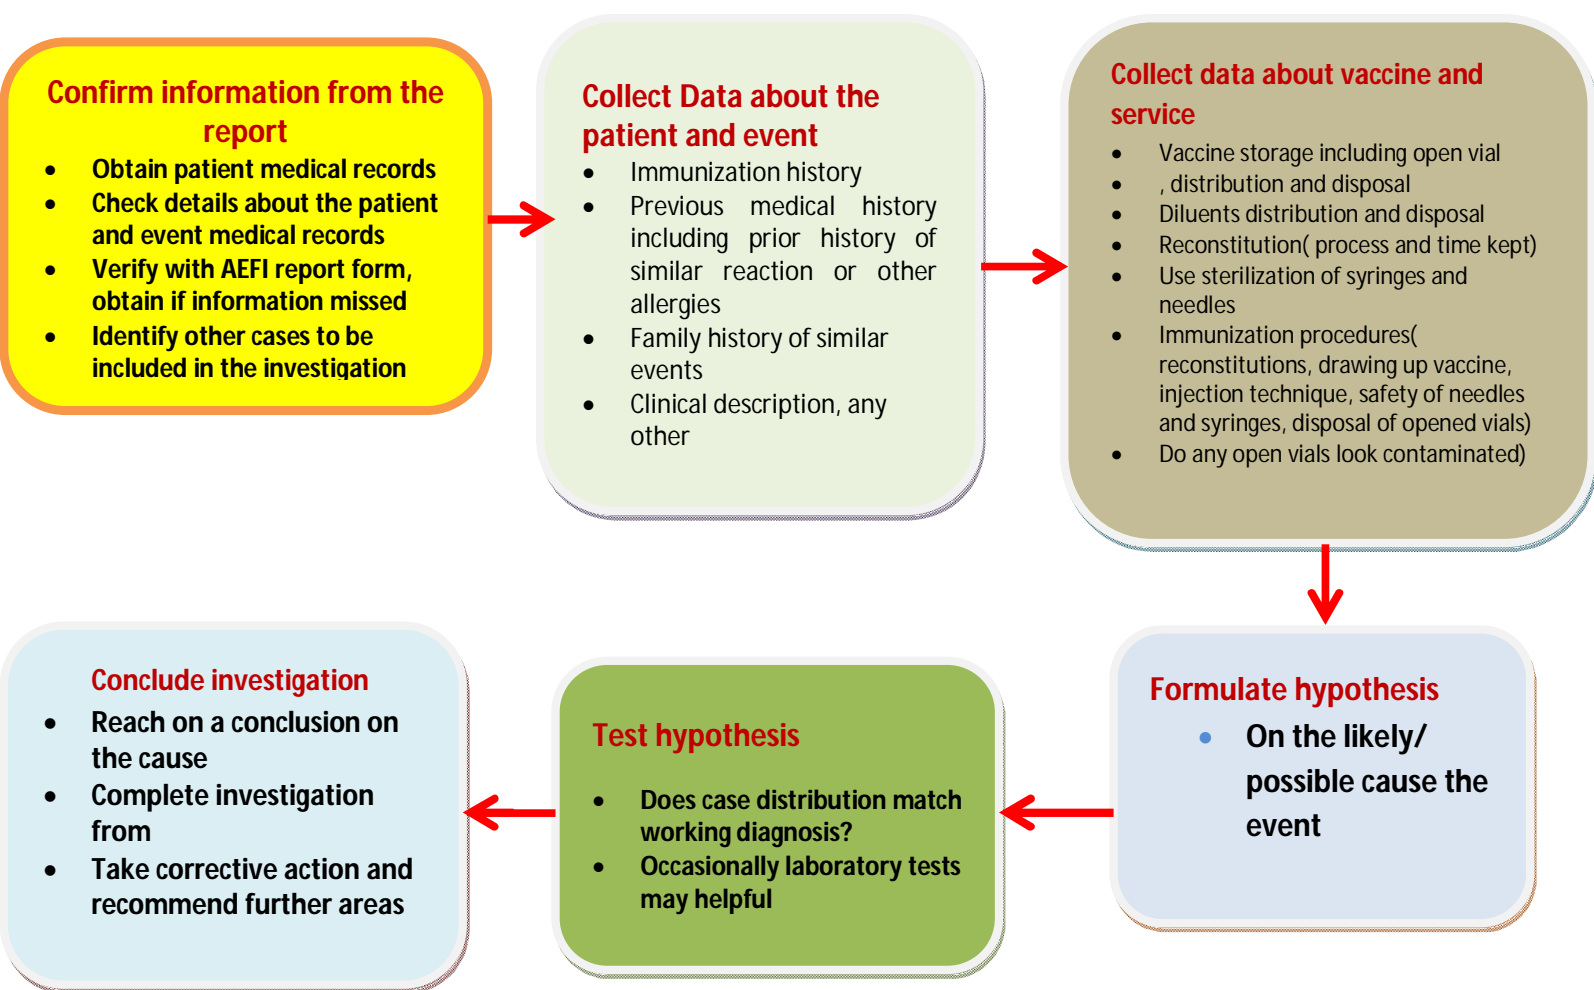 Confirm information from the
report
• Obtain patient medical records
• Check details about the patient
and event medical records
• Verify with AEFI report form,
obtain if information missed
• Identify other cases to be
included in the investigation
Collect Data about the
patient and event
• Immunization history
• Previous medical history
including prior history of
similar reaction or other
allergies
• Family history of similar
events
• Clinical description, any
other
Collect data about vaccine and
service
• Vaccine storage including open vial
• , distribution and disposal
• Diluents distribution and disposal
• Reconstitution( process and time kept)
• Use sterilization of syringes and
needles
• Immunization procedures(
reconstitutions, drawing up vaccine,
injection technique, safety of needles
and syringes, disposal of opened vials)
• Do any open vials look contaminated)
Formulate hypothesis
• On the likely/
possible cause the
event
Test hypothesis
• Does case distribution match
working diagnosis?
• Occasionally laboratory tests
may helpful
Conclude investigation
• Reach on a conclusion on
the cause
• Complete investigation
from
• Take corrective action and
recommend further areas